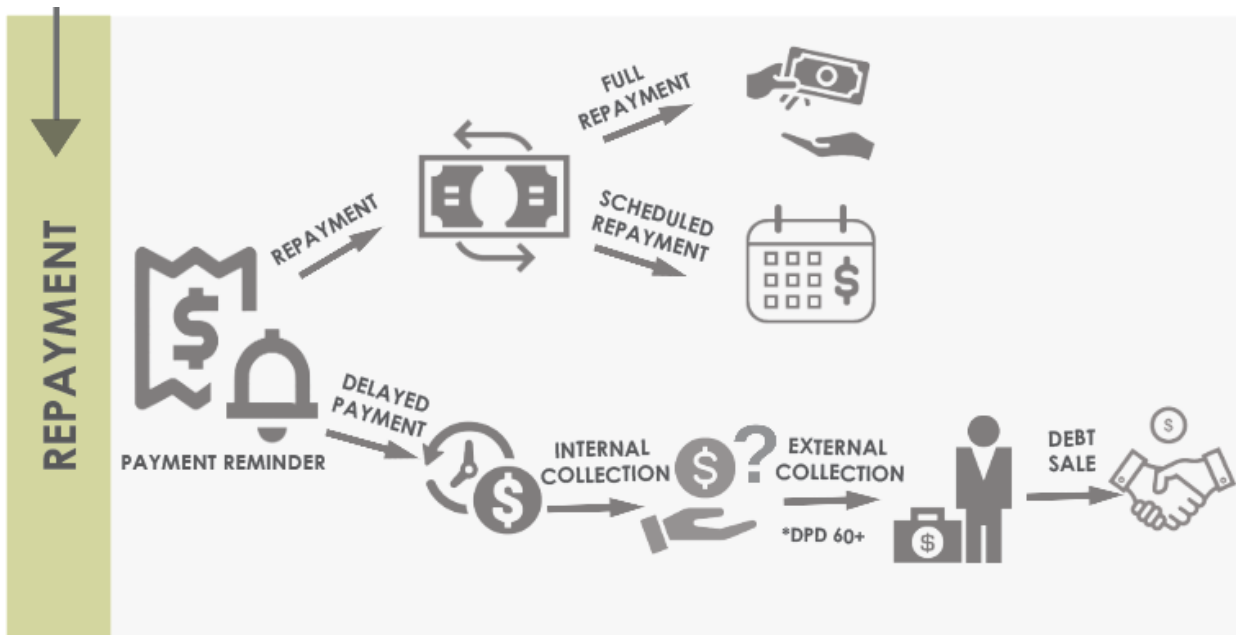 REPAYMENT
FULL
REPAYMENT
REPAYMENT
SCHEDULED
REPAYMENT
$
$
PAYMENT REMINDER
DELAYED
PAYMENT
$
INTERNAL
COLLECTION
$ ?
EXTERNAL
COLLECTION
*DPD 60+
$
DEBT
SALE
$